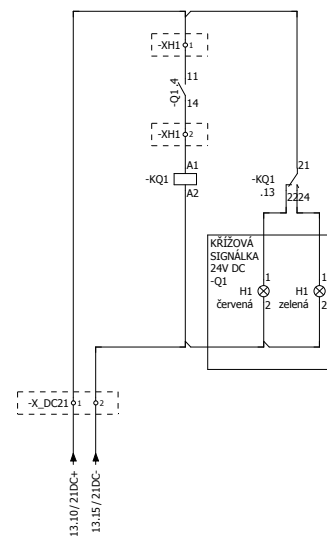 -XH1
1
11
-Q1
.4
14
-XH1
2
A1
-KQ1
A2
21
-KQ1
.13
22 24
KŘÍŽOVÁ
SIGNÁLKA
24V DC
-Q1
1
H1
2
červená
1
H1
2
zelená
-X_DC21
1
2
13.10/ 21DC+
13.15/ 21DC-